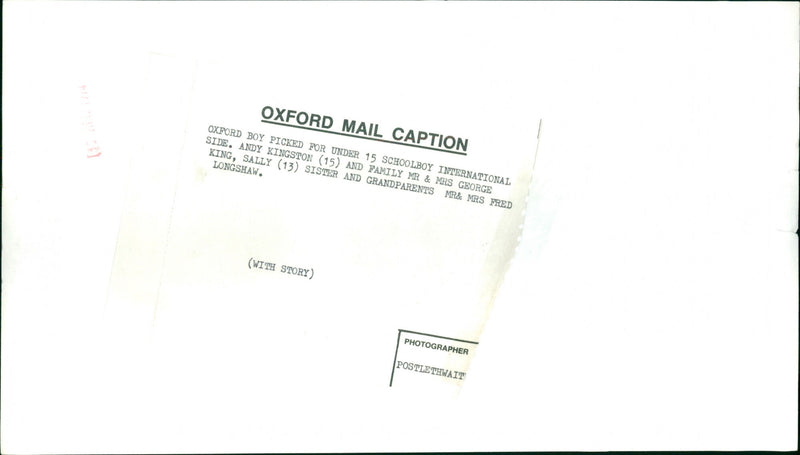 OXFORD MAIL CAPTION
OXFORD BOY PICKED FOR UNDER 15 SCHOOLBOY INTERNATIONAL
SIDE. ANDY KINGSTON (15) AND FAMILY MR & MRS GEORGE
KING, SALLY (13) SISTER AND GRANDPARENTS MR& MRS FRED
LONGSHAW.
(WITH STORY)
PHOTOGRAPHER
POSTLETHWAIT